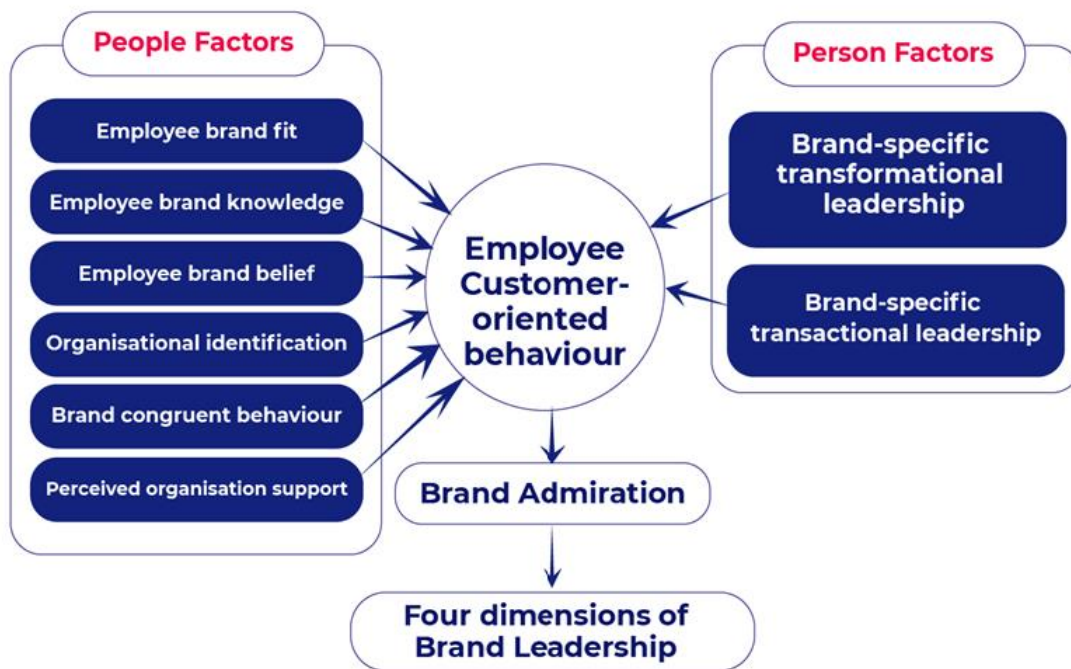 People Factors
Employee brand fit
Employee brand knowledge
Employee brand belief
Organisational identification
Brand congruent behaviour
Perceived organisation support
Employee
Customer-
oriented
behaviour
Person Factors
Brand-specific
transformational
leadership
Brand-specific
transactional leadership
Brand Admiration
Four dimensions of
Brand Leadership